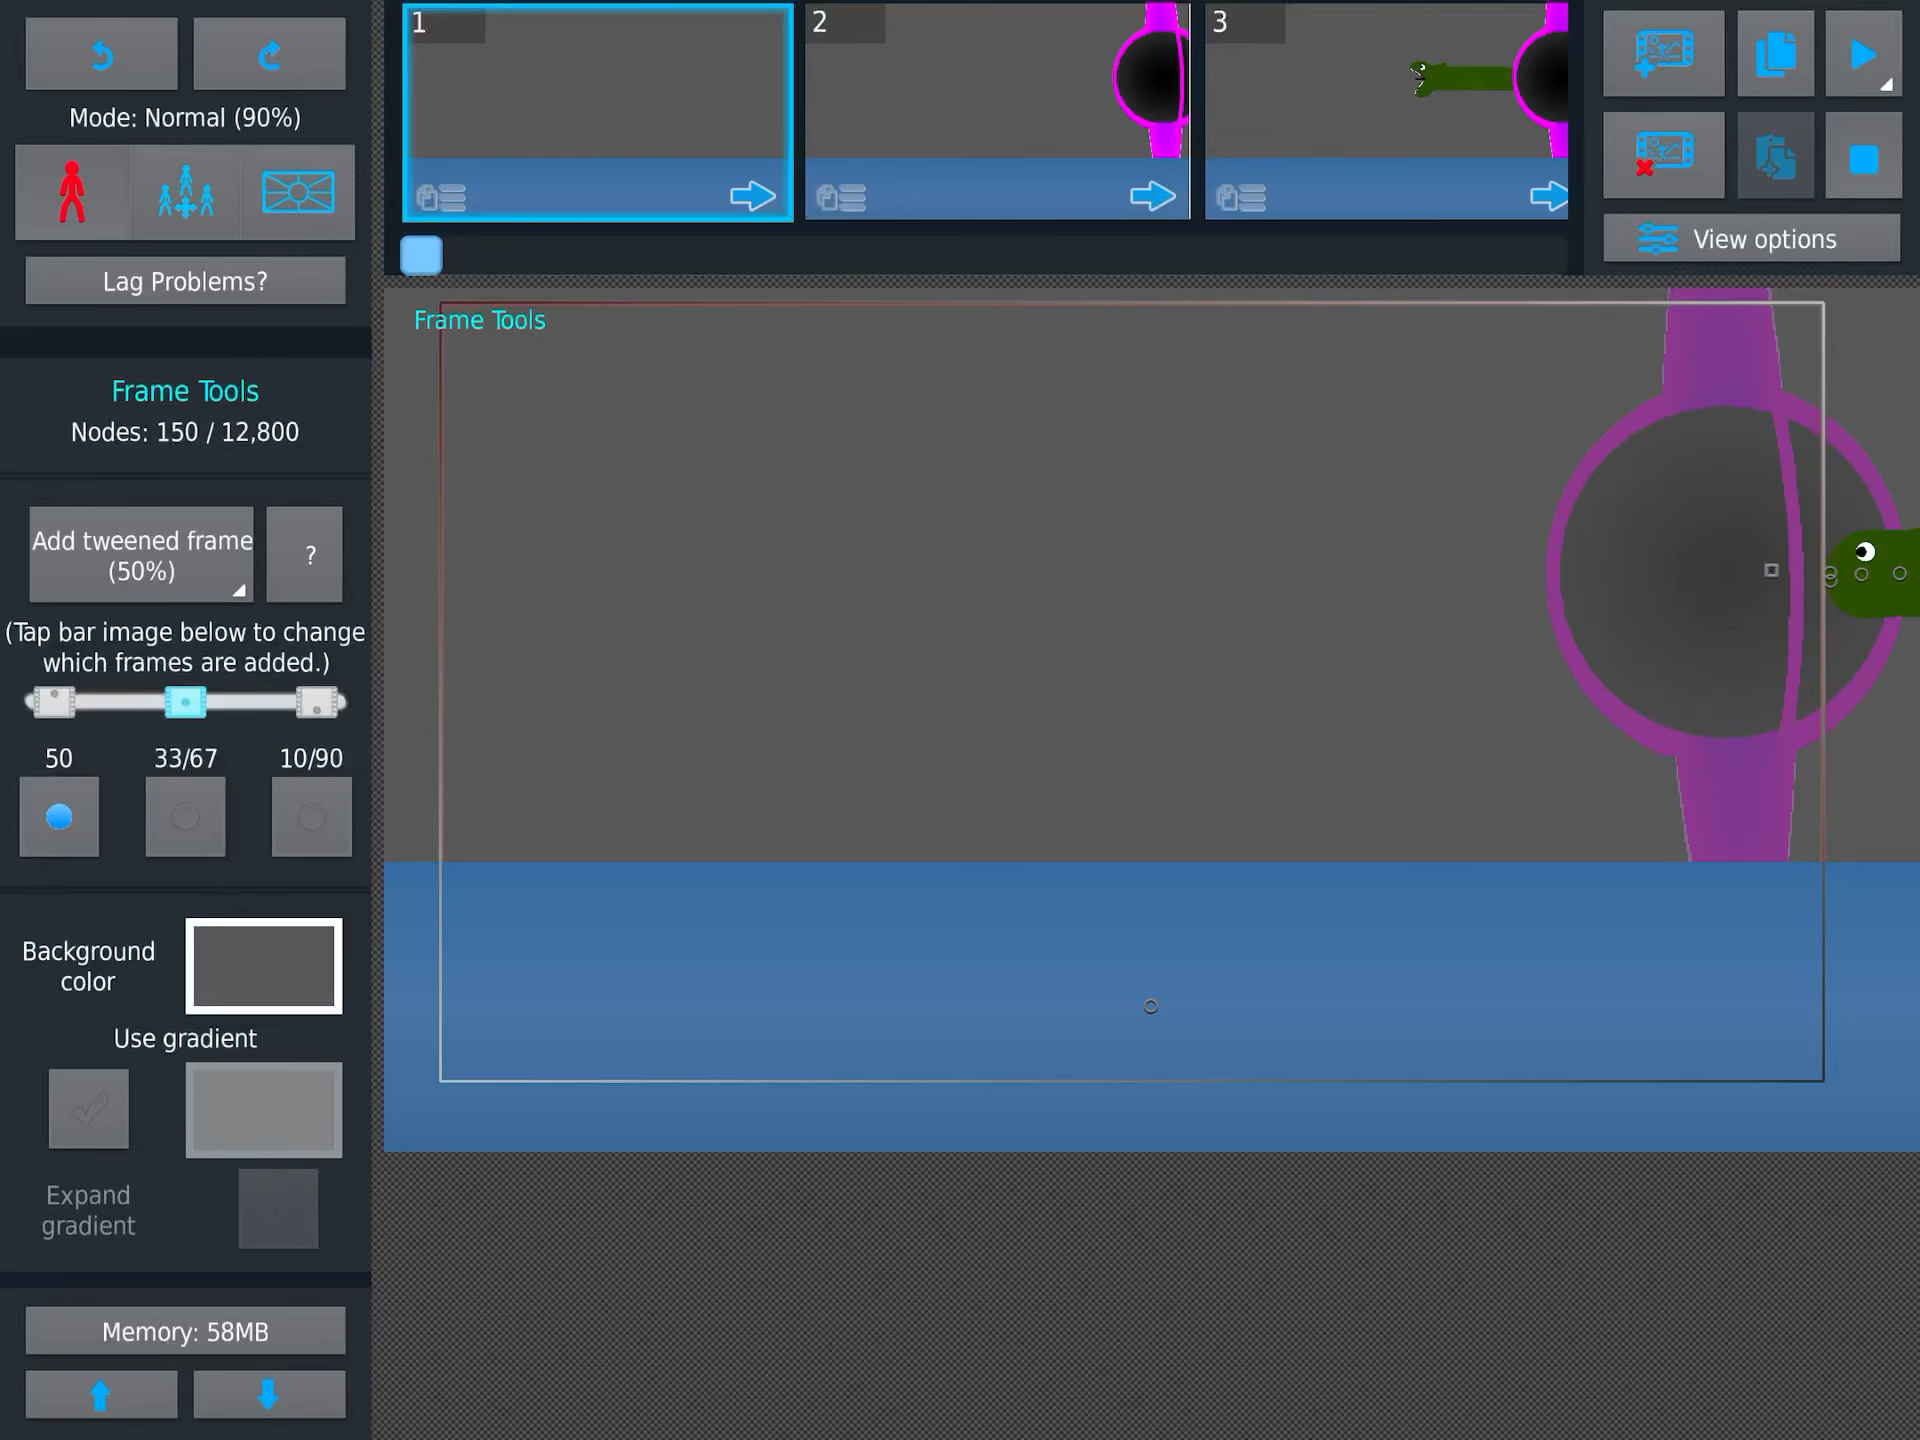 1
2
3
Mode: Normal (90%)
Lag Problems?
View options
Frame Tools
Frame Tools
Nodes: 150 / 12,800
Add tweened frame
(50%)
?
(Tap bar image below to change
which frames are added.)
50
33/67
10/90
Background
color
Use gradient
Expand
gradient
Memory: 58MB